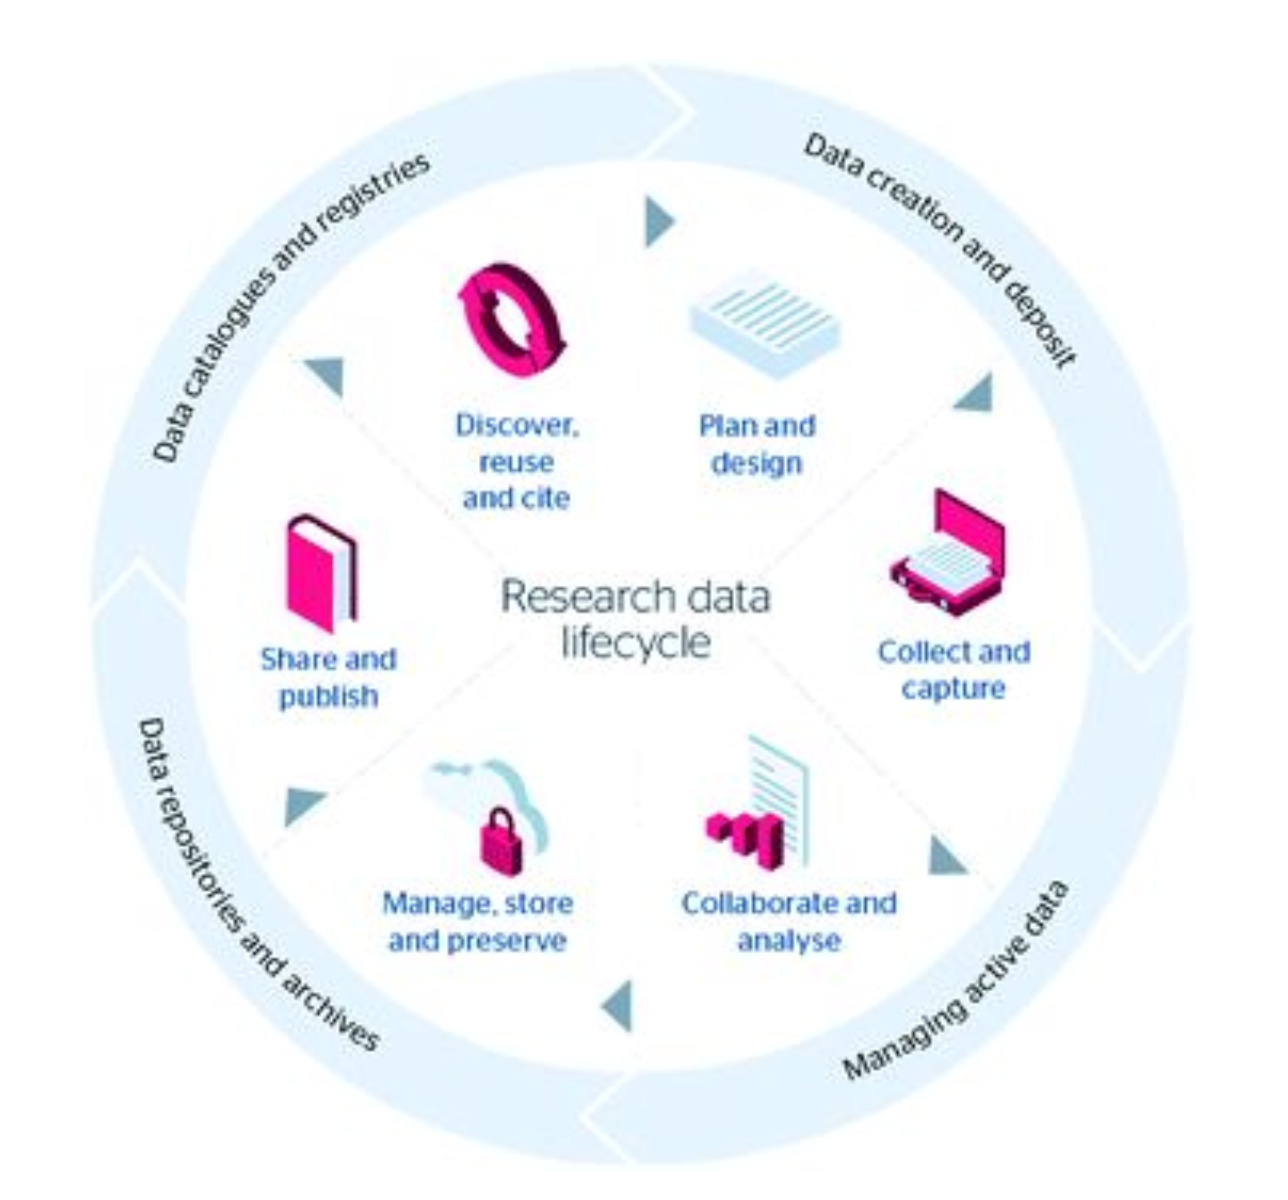 Data catalogues and registries
Data creation and deposit
Discover,
reuse
and cite
Plan and
design
Research data
lifecycle
Share and
publish
Collect and
capture
Manage, store
and preserve
Collaborate and
analyse
Data repositories and archives
Managing active data